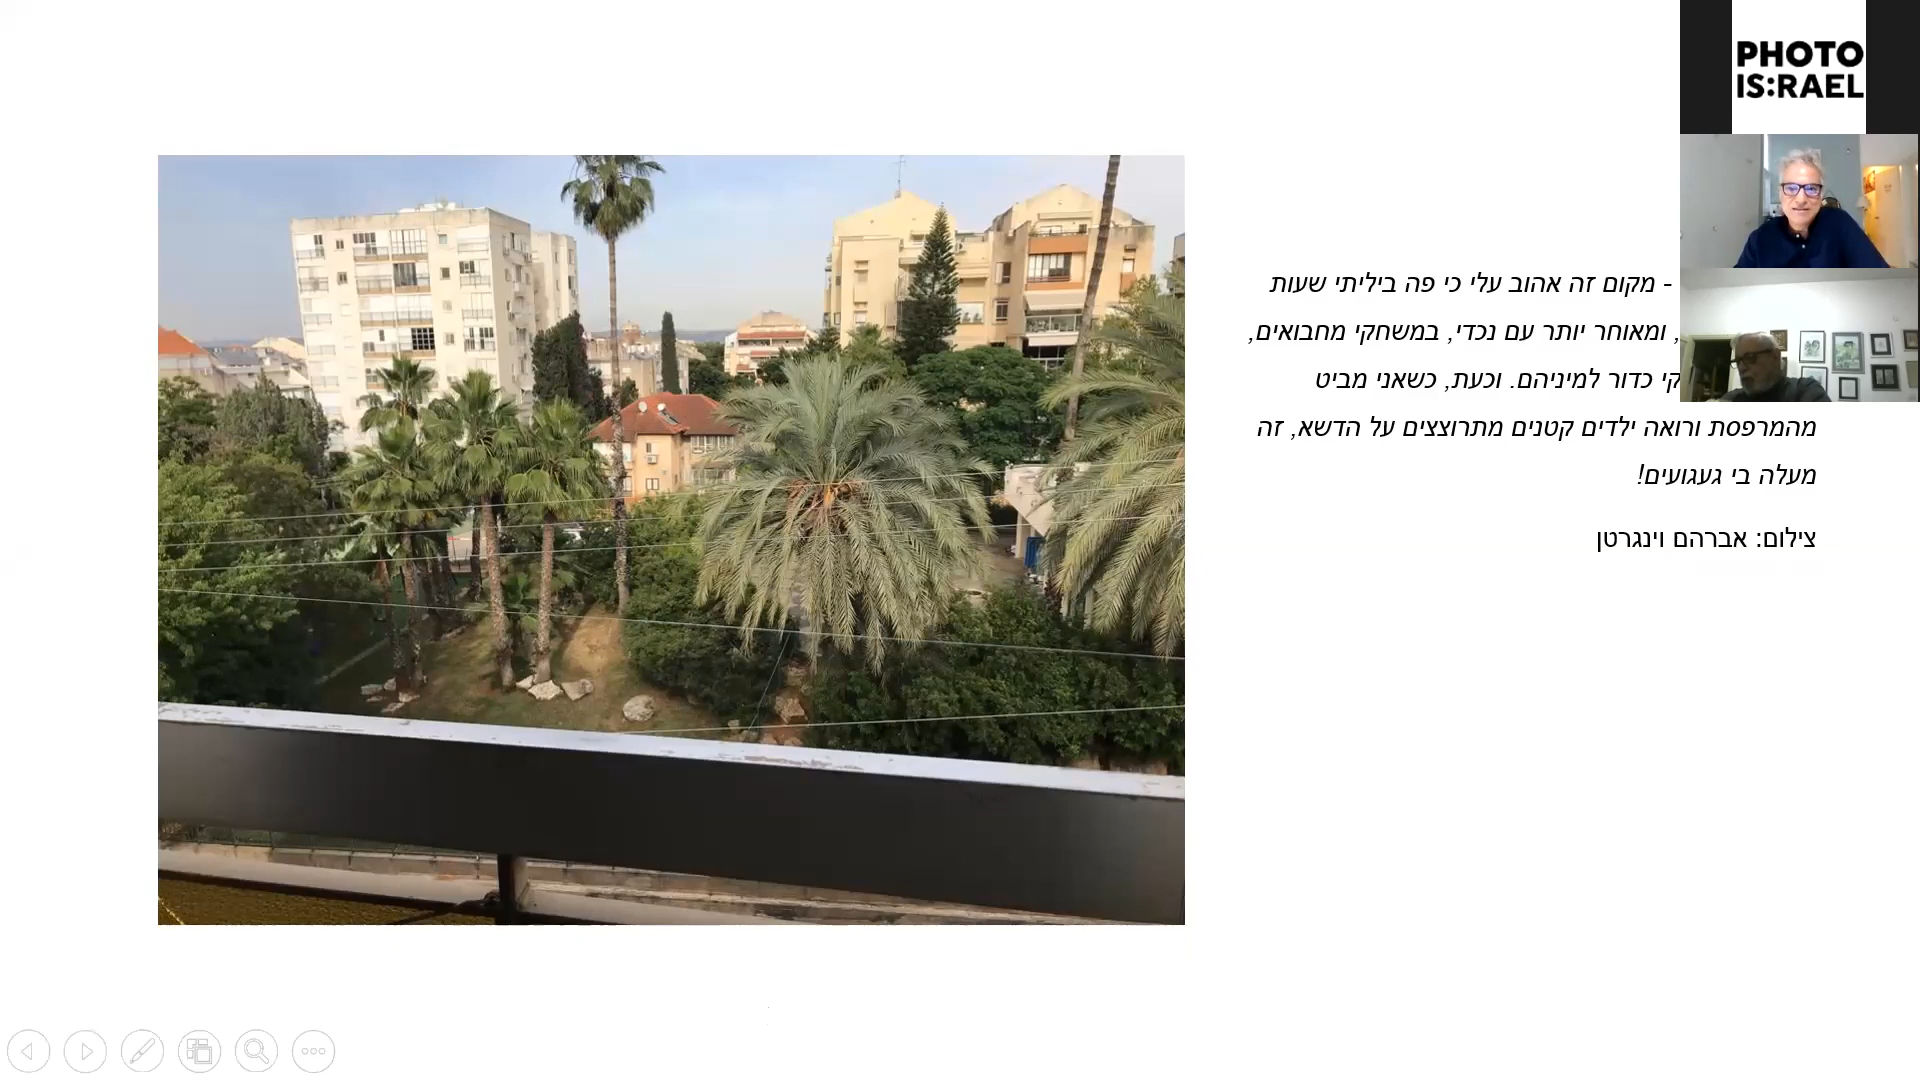 PHOTO
IS:RAEL
- מקום זה אהוב עלי כי פה ביליתי שעות
, ומאוחר יותר עם נכדי, במשחקי מחבואים,
כדור למיניהם. וכעת, כשאני מביט
מהמרפסת ורואה ילדים קטנים מתרוצצים על הדשא, זה
מעלה בי געגועים!
צילום: אברהם וינגרטן